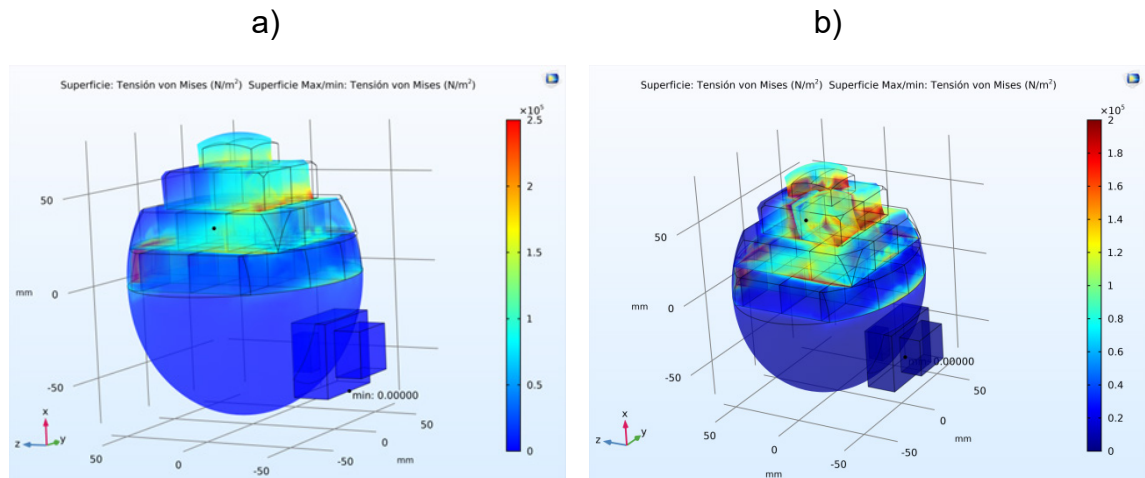 a)
b)
Superficie: Tensión von Mises (N/m²) Superficie Max/min: Tensión von Mises (N/m²)
×10⁵
2.5
2
1.5
1
0.5
0
50
mm
0
-50
min: 0.00000
x
z
y
50
0
-50
mm
50
0
-50
Superficie: Tensión von Mises (N/m²) Superficie Max/min: Tensión von Mises (N/m²)
×10⁵
2
1.8
1.6
1.4
1.2
1
0.8
0.6
0.4
0.2
0
50
mm
0
-50
0.00000
x
z
y
50
0
-50
mm
50
0
-50
mm